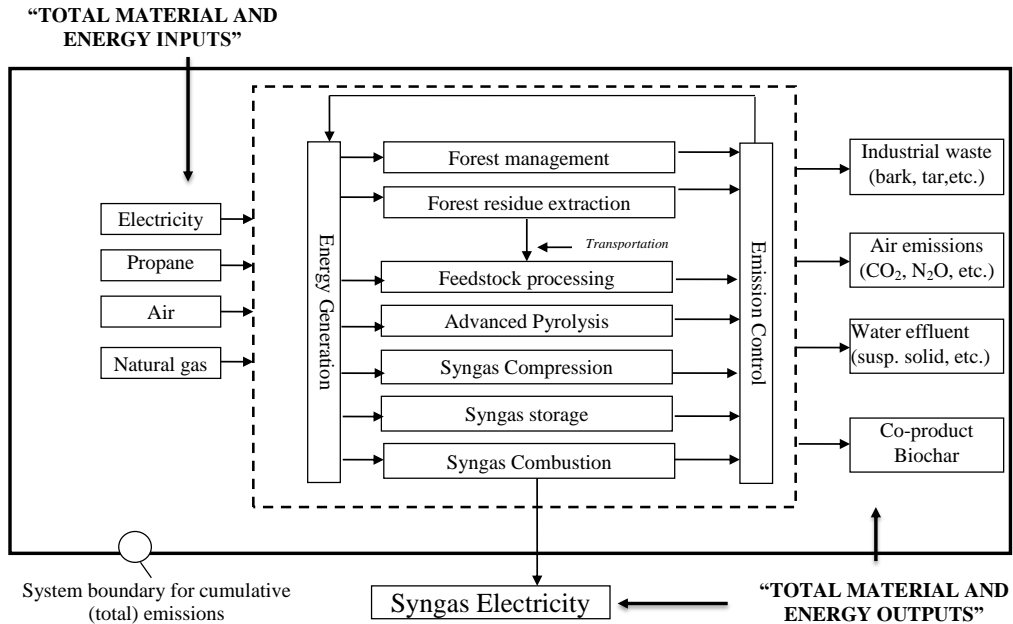 “TOTAL MATERIAL AND
ENERGY INPUTS”
Electricity
Propane
Air
Natural gas
Energy Generation
Forest management
Forest residue extraction
Transportation
Feedstock processing
Advanced Pyrolysis
Syngas Compression
Syngas storage
Syngas Combustion
Emission Control
Industrial waste
(bark, tar,etc.)
Air emissions
(CO₂, N₂O, etc.)
Water effluent
(susp. solid, etc.)
Co-product
Biochar
System boundary for cumulative
(total) emissions
Syngas Electricity
“TOTAL MATERIAL AND
ENERGY OUTPUTS”